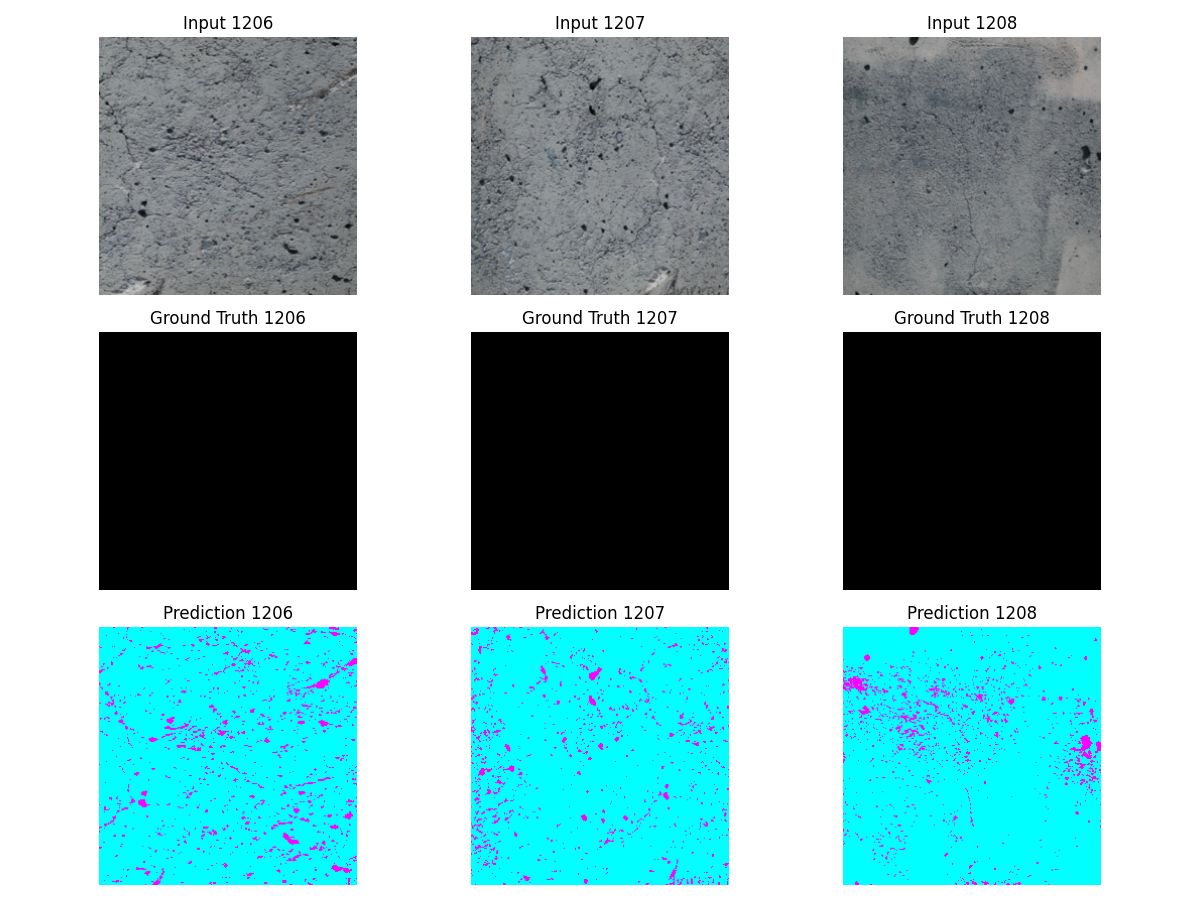 Input 1206
Input 1207
Input 1208
Ground Truth 1206
Ground Truth 1207
Ground Truth 1208
Prediction 1206
Prediction 1207
Prediction 1208